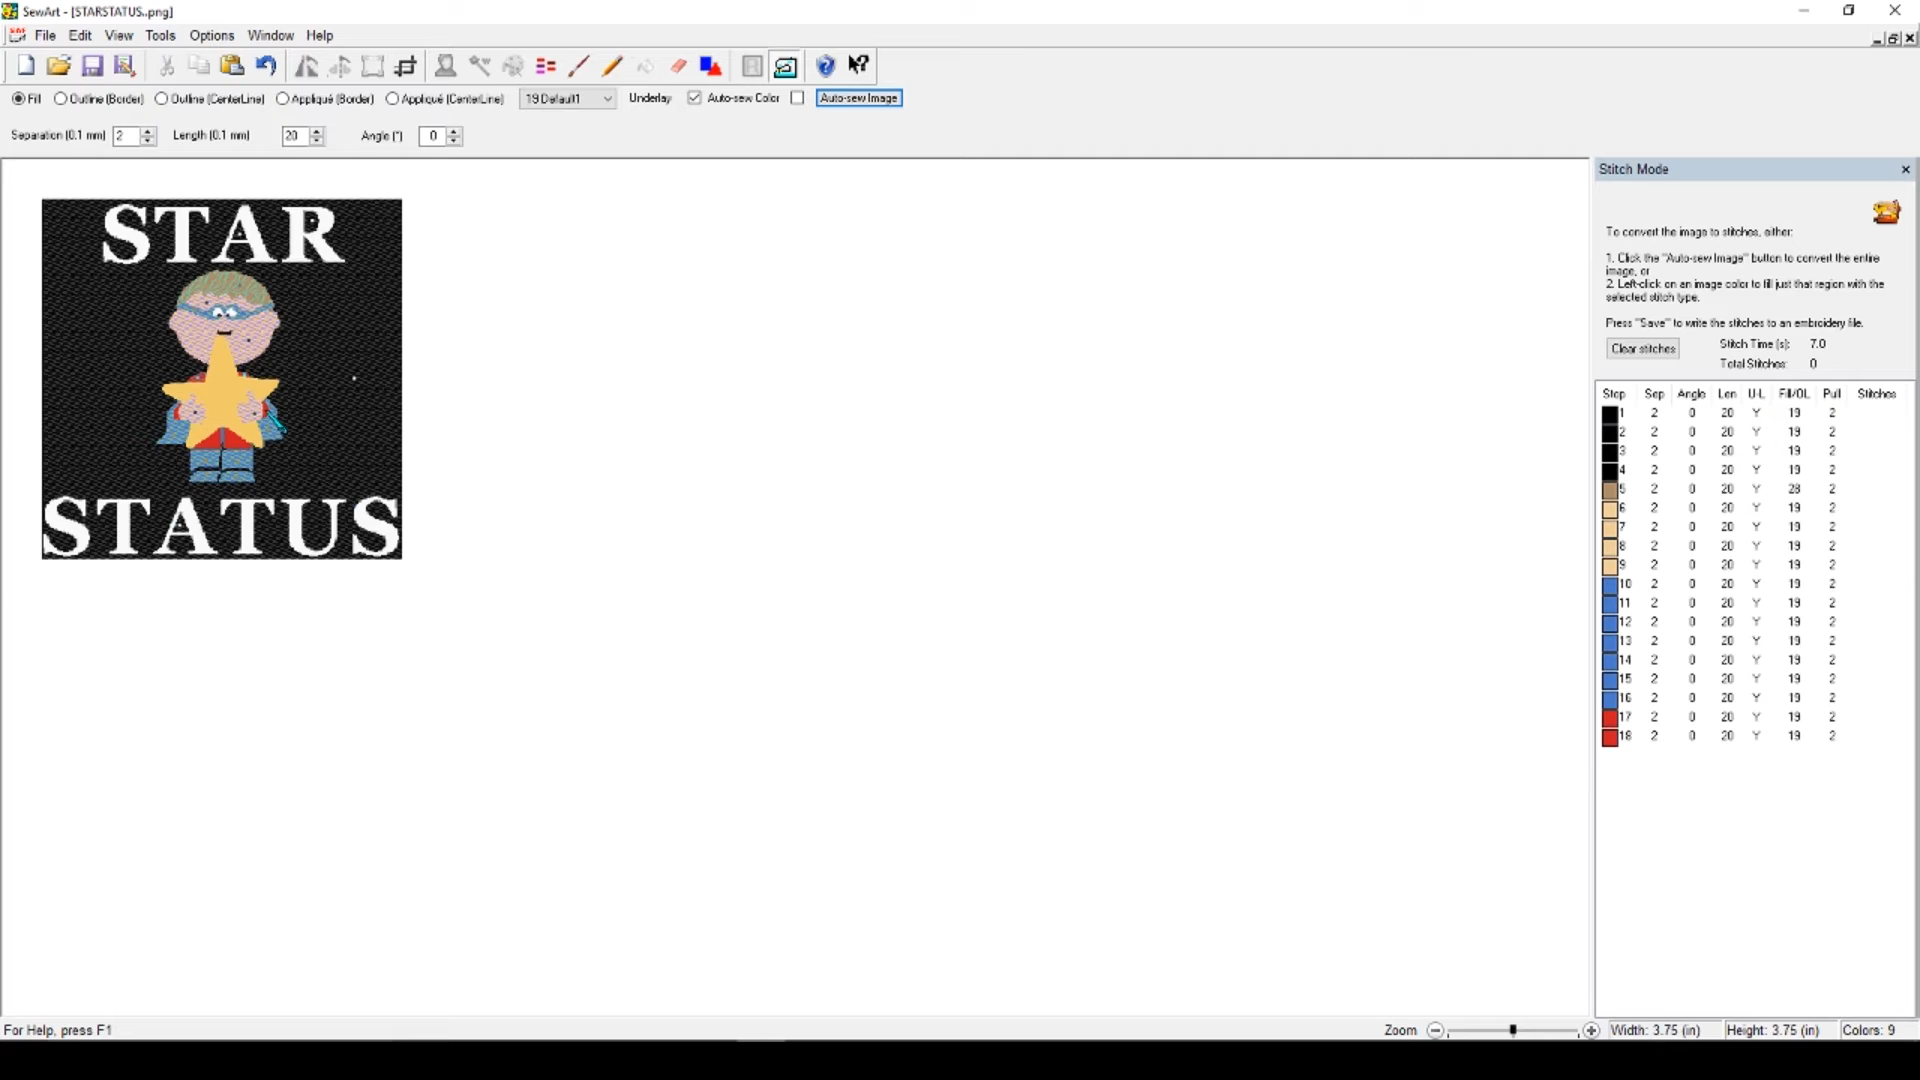 SewArt - [STARSTATUS..png]
File Edit View Tools Options Window Help
Fill Outline (Border) Outline (CenterLine) Appliqué (Border) Appliqué (CenterLine) 19 Default1 Underlay Auto-sew Color Auto-sew Image
Separation (0.1 mm) 2 Length (0.1 mm) 20 Angle (°) 0
STAR
STATUS
Stitch Mode
To convert the image to stitches, either:
1. Click the "Auto-sew Image" button to convert the entire
image, or
2. Left-click on an image color to fill just that region with the
selected stitch type.
Press "Save" to write the stitches to an embroidery file.
Clear stitches Stitch Time (s): 7.0
Total Stitches: 0
Step Sep Angle Len U-L Fill/OL Pull Stitches
1 2 0 20 Y 19 2
2 2 0 20 Y 19 2
3 2 0 20 Y 19 2
4 2 0 20 Y 19 2
5 2 0 20 Y 28 2
6 2 0 20 Y 19 2
7 2 0 20 Y 19 2
8 2 0 20 Y 19 2
9 2 0 20 Y 19 2
10 2 0 20 Y 19 2
11 2 0 20 Y 19 2
12 2 0 20 Y 19 2
13 2 0 20 Y 19 2
14 2 0 20 Y 19 2
15 2 0 20 Y 19 2
16 2 0 20 Y 19 2
17 2 0 20 Y 19 2
18 2 0 20 Y 19 2
For Help, press F1 Zoom Width: 3.75 (in) Height: 3.75 (in) Colors: 9